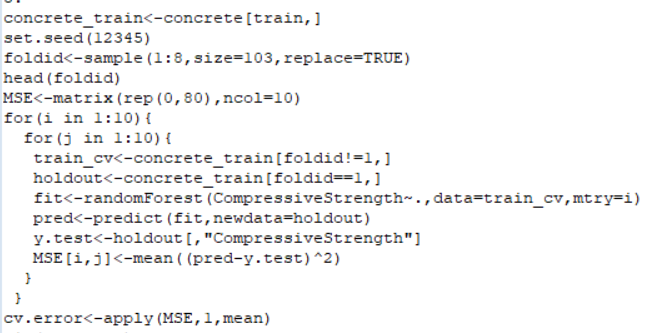 concrete_train<-concrete[train,]
set.seed(12345)
foldid<-sample(1:8,size=103,replace=TRUE)
head(foldid)
MSE<-matrix(rep(0,80),ncol=10)
for(i in 1:10){
for(j in 1:10){
train_cv<-concrete_train[foldid!=1,]
holdout<-concrete_train[foldid==1,]
fit<-randomForest(CompressiveStrength~.,data=train_cv,mtry=i)
pred<-predict(fit,newdata=holdout)
y.test<-holdout[,"CompressiveStrength"]
MSE[i,j]<-mean((pred-y.test)^2)
}
}
cv.error<-apply(MSE,1,mean)